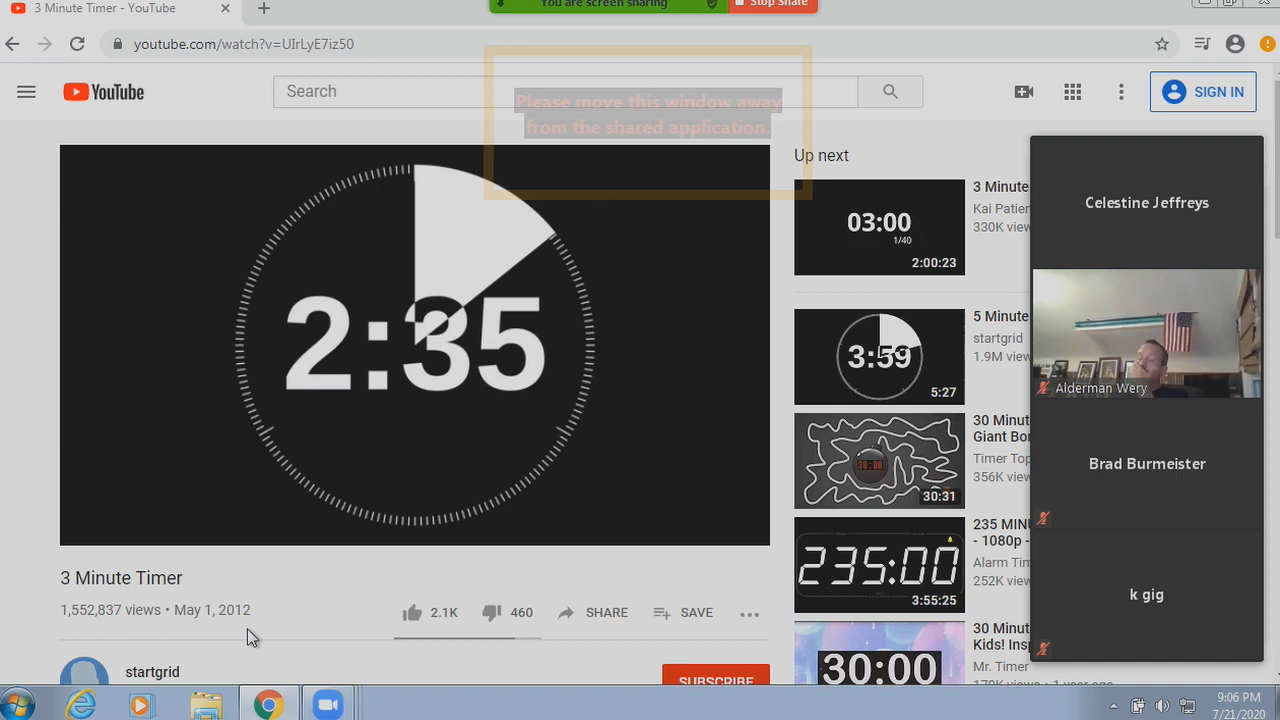 3 Minute Timer - YouTube
You are screen sharing
Stop Share
youtube.com/watch?v=UIrLyE7iz50
YouTube
Search
SIGN IN
Please move this window away
from the shared application.
2:35
Up next
03:00
1/40
2:00:23
3 Minute
Kai Patien
330K view
3:59
5:27
5 Minute
startgrid
1.9M view
30:00
30:31
30 Minut
Giant Bo
Timer Top
356K view
235:00
3:55:25
235 MIN
- 1080p -
Alarm Tim
252K view
30:00
30 Minut
Kids! Insp
Mr. Timer
Celestine Jeffreys
Alderman Wery
Brad Burmeister
k gig
3 Minute Timer
1,552,837 views • May 1, 2012
2.1K
460
SHARE
SAVE
startgrid
SUBSCRIBE
9:06 PM
7/21/2020